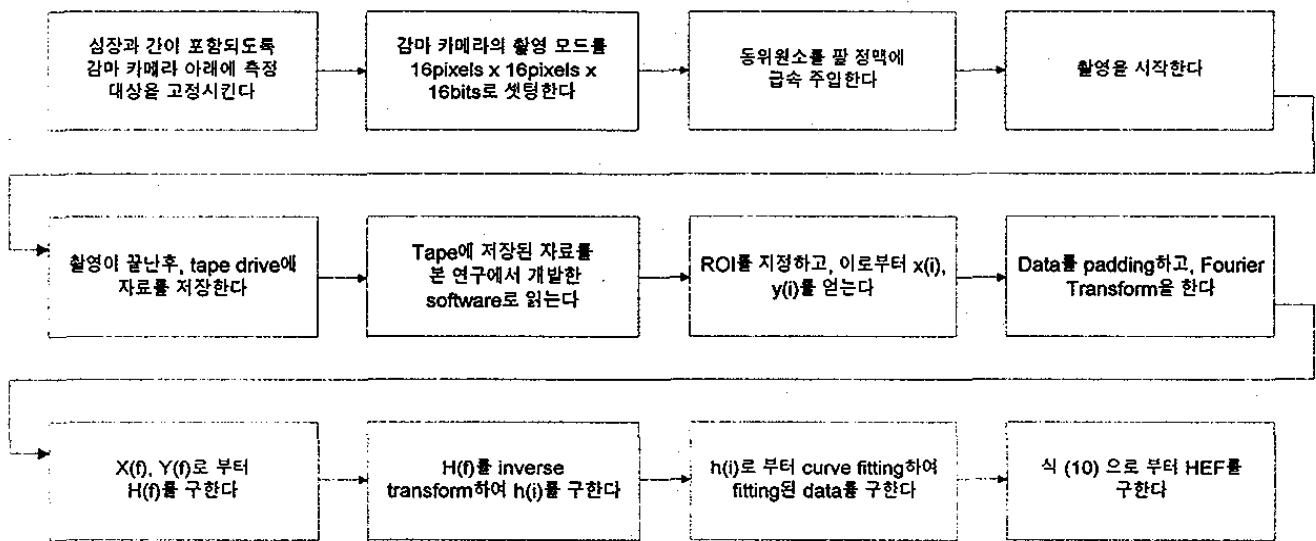 심장과 간이 포함되도록
감마 카메라 아래에 측정
대상을 고정시킨다
감마 카메라의 촬영 모드를
16pixels x 16pixels x
16bits로 셋팅한다
동위원소를 팔 정맥에
급속 주입한다
촬영을 시작한다
촬영이 끝난후, tape drive에
자료를 저장한다
Tape에 저장된 자료를
본 연구에서 개발한
software로 읽는다
ROI를 지정하고, 이로부터 x(i),
y(i)를 얻는다
Data를 padding하고, Fourier
Transform을 한다
X(f), Y(f)로 부터
H(f)를 구한다
H(f)를 inverse
transform하여 h(i)를 구한다
h(i)로 부터 curve fitting하여
fitting된 data를 구한다
식 (10) 으로 부터 HEF를
구한다